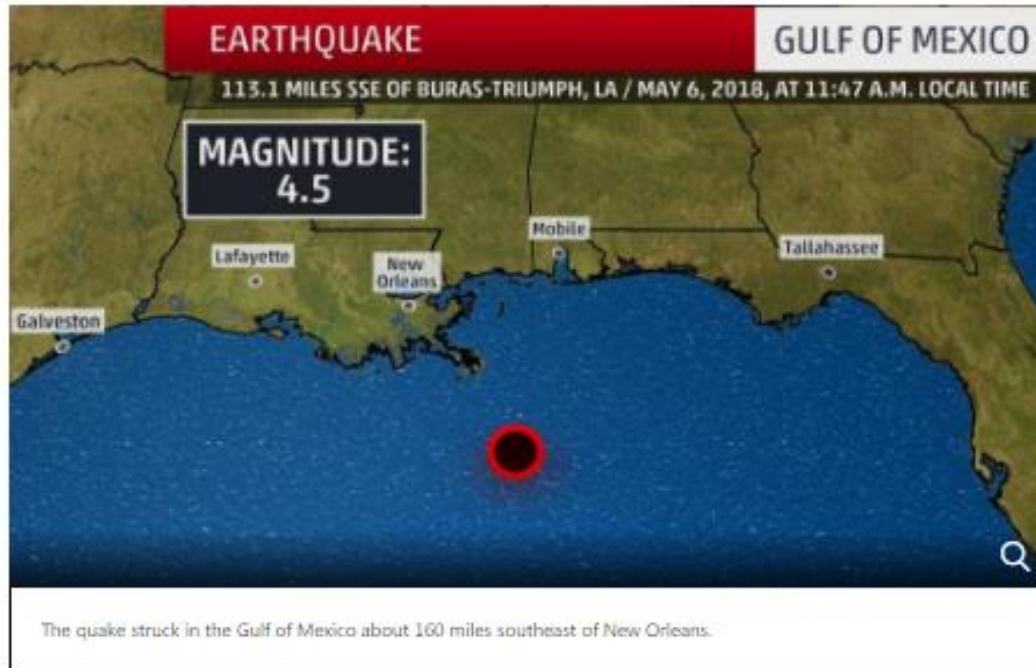 EARTHQUAKE
GULF OF MEXICO
113.1 MILES SSE OF BURAS-TRIUMPH, LA / MAY 6, 2018, AT 11:47 A.M. LOCAL TIME
MAGNITUDE:
4.5
Mobile
Tallahassee
Lafayette
New
Orleans
Galveston
The quake struck in the Gulf of Mexico about 160 miles southeast of New Orleans.